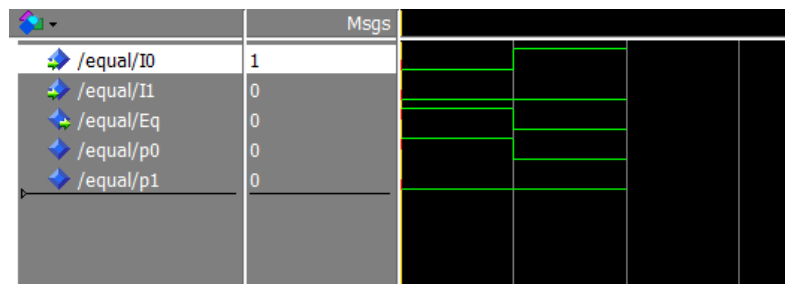 Msgs
/equal/I0 1
/equal/I1 0
/equal/Eq 0
/equal/p0 0
/equal/p1 0